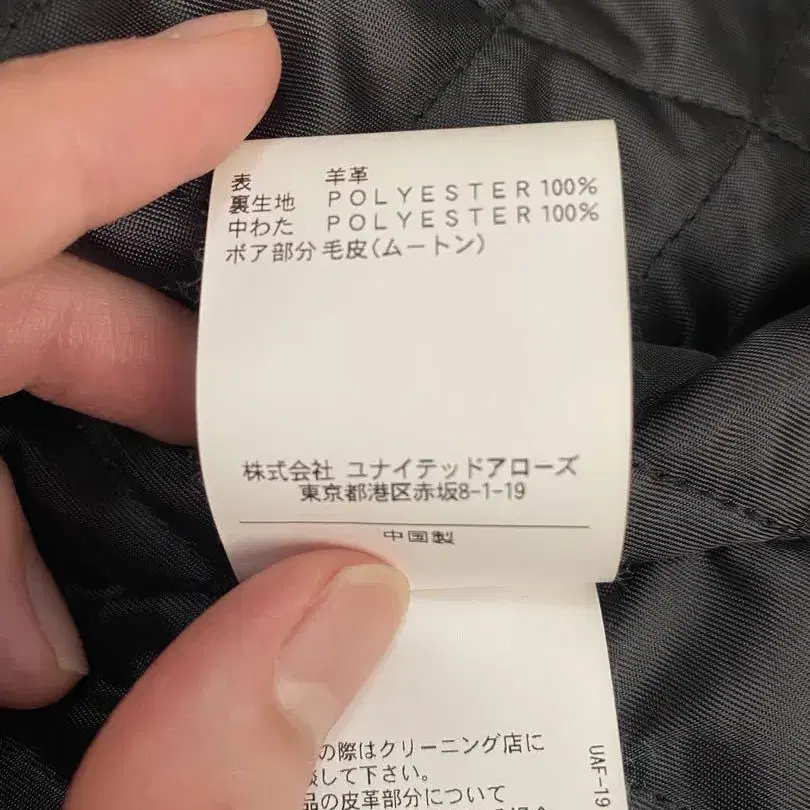 表 羊革
裏生地 POLYESTER 100%
中わた POLYESTER 100%
ボア部分 毛皮(ムートン)
株式会社 ユナイテッドアローズ
東京都港区赤坂8-1-19
中国製
の際はクリーニング店に
して下さい。
品の皮革部分について
UAF-19